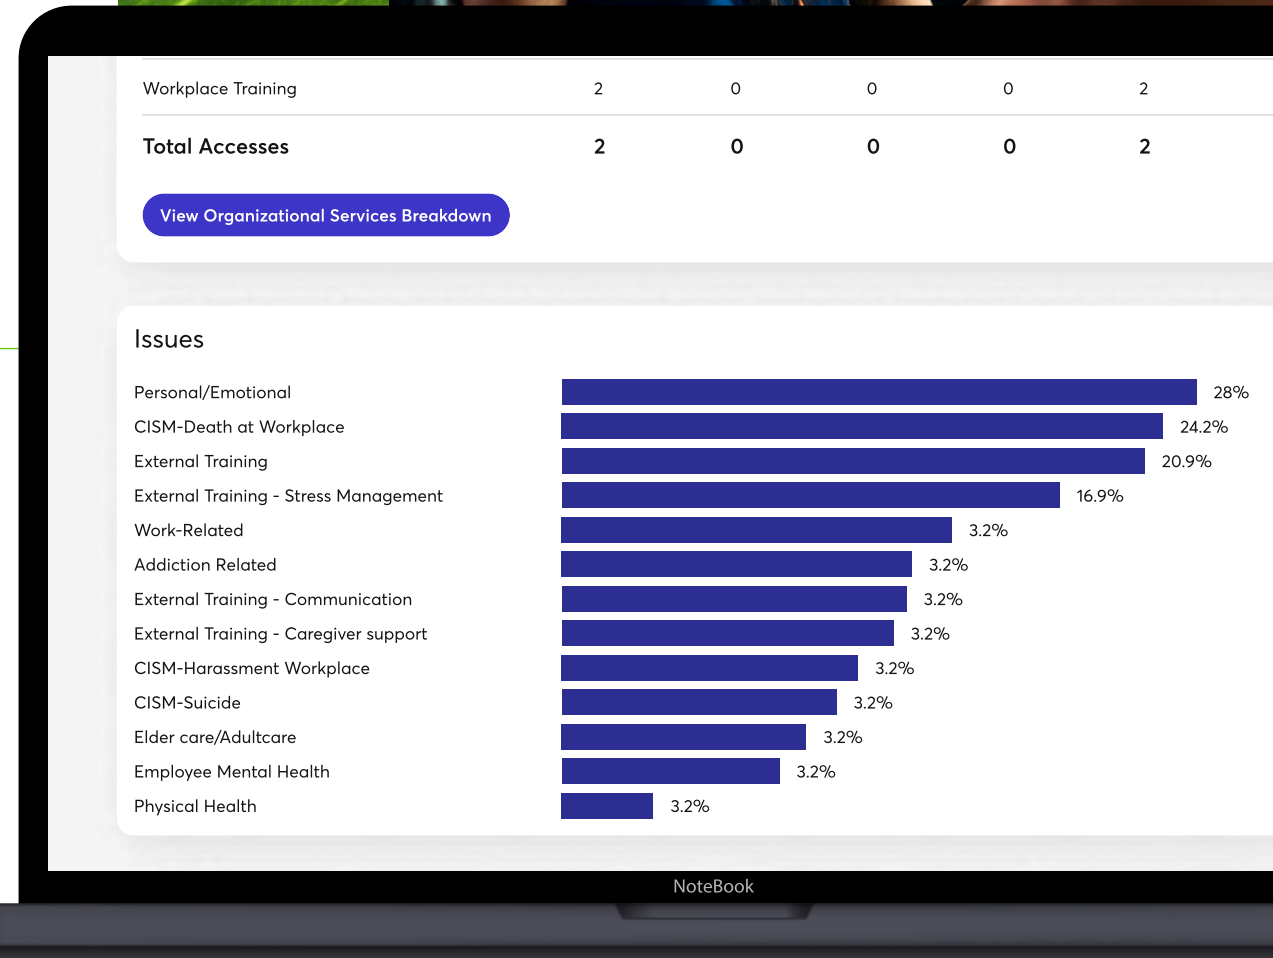 Workplace Training 2 0 0 0 2
Total Accesses 2 0 0 0 2
View Organizational Services Breakdown
Issues
Personal/Emotional 28%
CISM-Death at Workplace 24.2%
External Training 20.9%
External Training - Stress Management 16.9%
Work-Related 3.2%
Addiction Related 3.2%
External Training - Communication 3.2%
External Training - Caregiver support 3.2%
CISM-Harassment Workplace 3.2%
CISM-Suicide 3.2%
Elder care/Adultcare 3.2%
Employee Mental Health 3.2%
Physical Health 3.2%
NoteBook